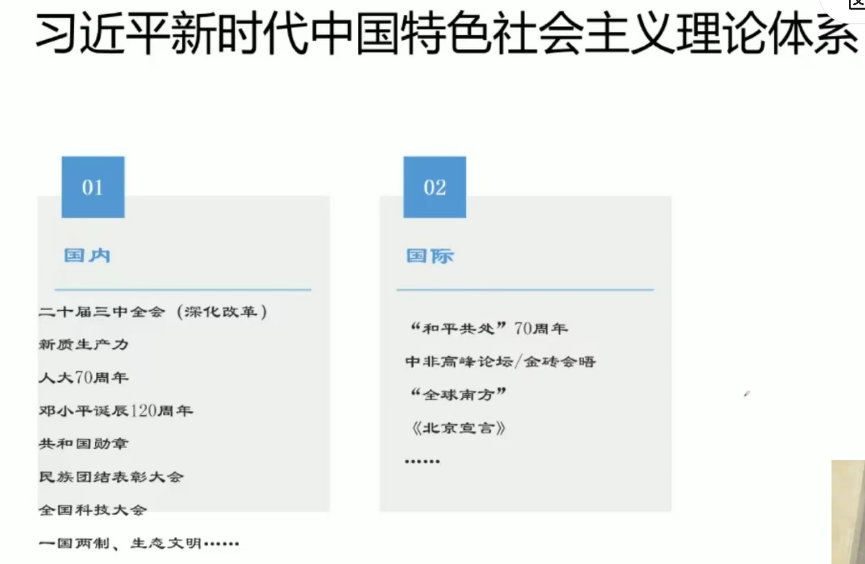 习近平新时代中国特色社会主义理论体系
01
国内
二十届三中全会（深化改革）
新质生产力
人大70周年
邓小平诞辰120周年
共和国勋章
民族团结表彰大会
全国科技大会
一国两制、生态文明……
02
国际
“和平共处”70周年
中非高峰论坛/金砖会晤
“全球南方”
《北京宣言》
……